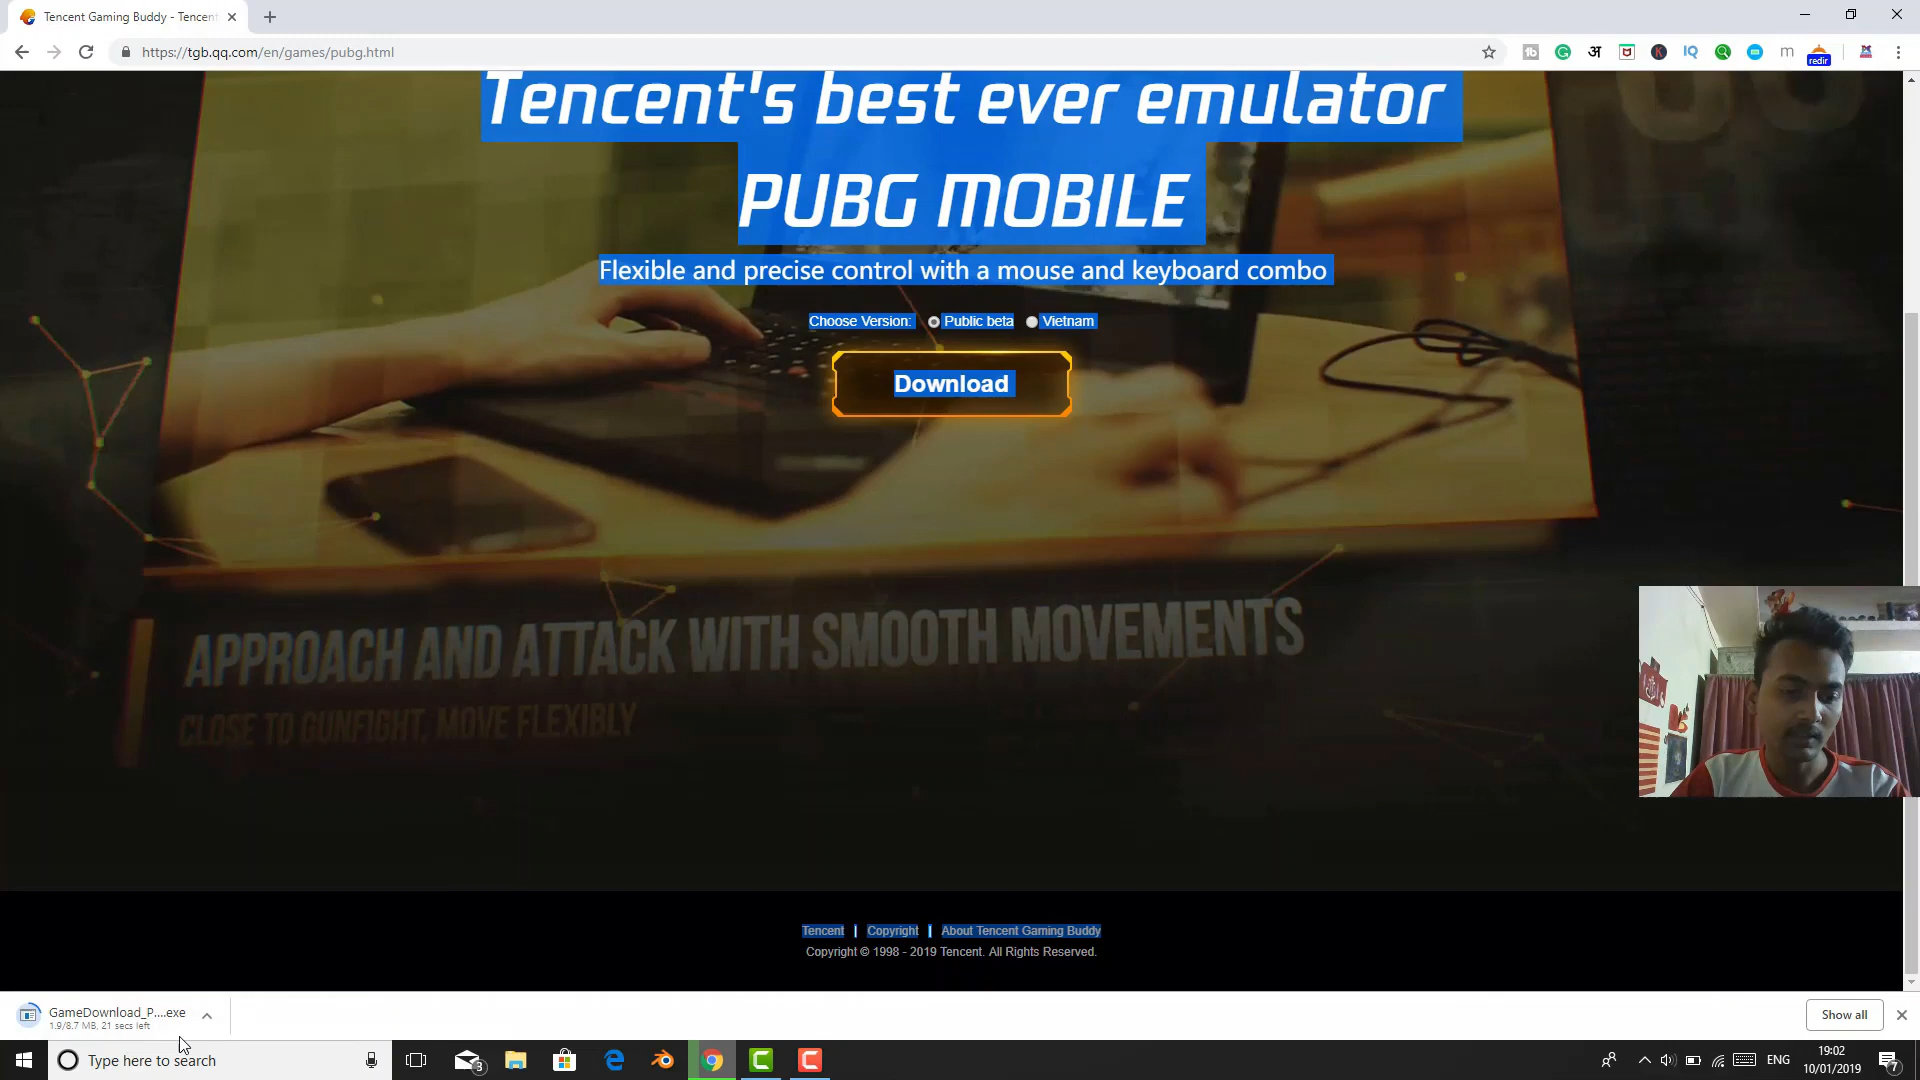 Tencent Gaming Buddy - Tencent
https://tgb.qq.com/en/games/pubg.html
redir
Tencent's best ever emulator
PUBG MOBILE
Flexible and precise control with a mouse and keyboard combo
Choose Version: Public beta Vietnam
Download
APPROACH AND ATTACK WITH SMOOTH MOVEMENTS
CLOSE TO GUNFIGHT, MOVE FLEXIBLY
Tencent | Copyright | About Tencent Gaming Buddy
Copyright © 1998 - 2019 Tencent. All Rights Reserved.
GameDownload_P....exe
1.9/8.7 MB, 21 secs left
Show all
Type here to search
3
ENG
19:02
10/01/2019
7